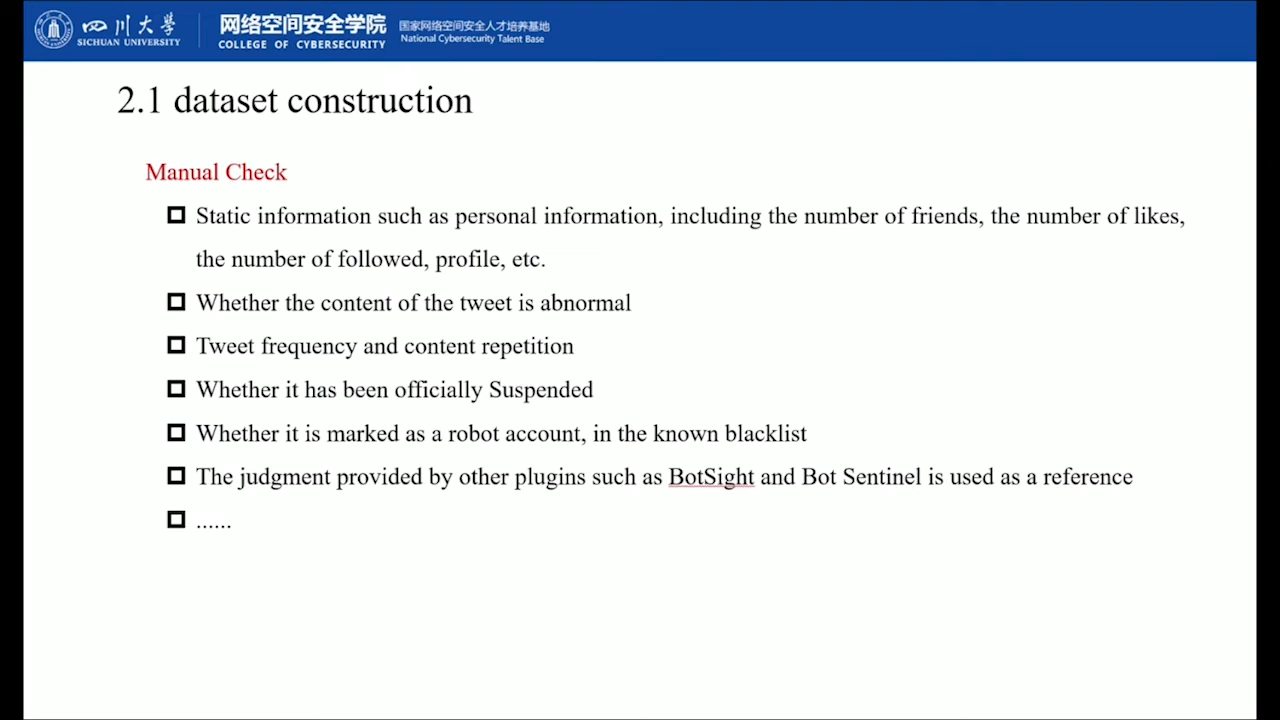 四川大学
SICHUAN UNIVERSITY
网络空间安全学院
COLLEGE OF CYBERSECURITY
国家网络空间安全人才培养基地
National Cybersecurity Talent Base
2.1 dataset construction
Manual Check
Static information such as personal information, including the number of friends, the number of likes,
the number of followed, profile, etc.
Whether the content of the tweet is abnormal
Tweet frequency and content repetition
Whether it has been officially Suspended
Whether it is marked as a robot account, in the known blacklist
The judgment provided by other plugins such as BotSight and Bot Sentinel is used as a reference
......